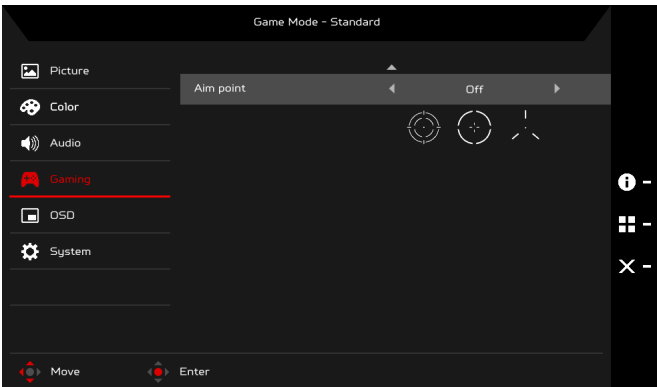 Game Mode - Standard
Picture
Aim point
Off
Color
Audio
Gaming
OSD
System
Move
Enter